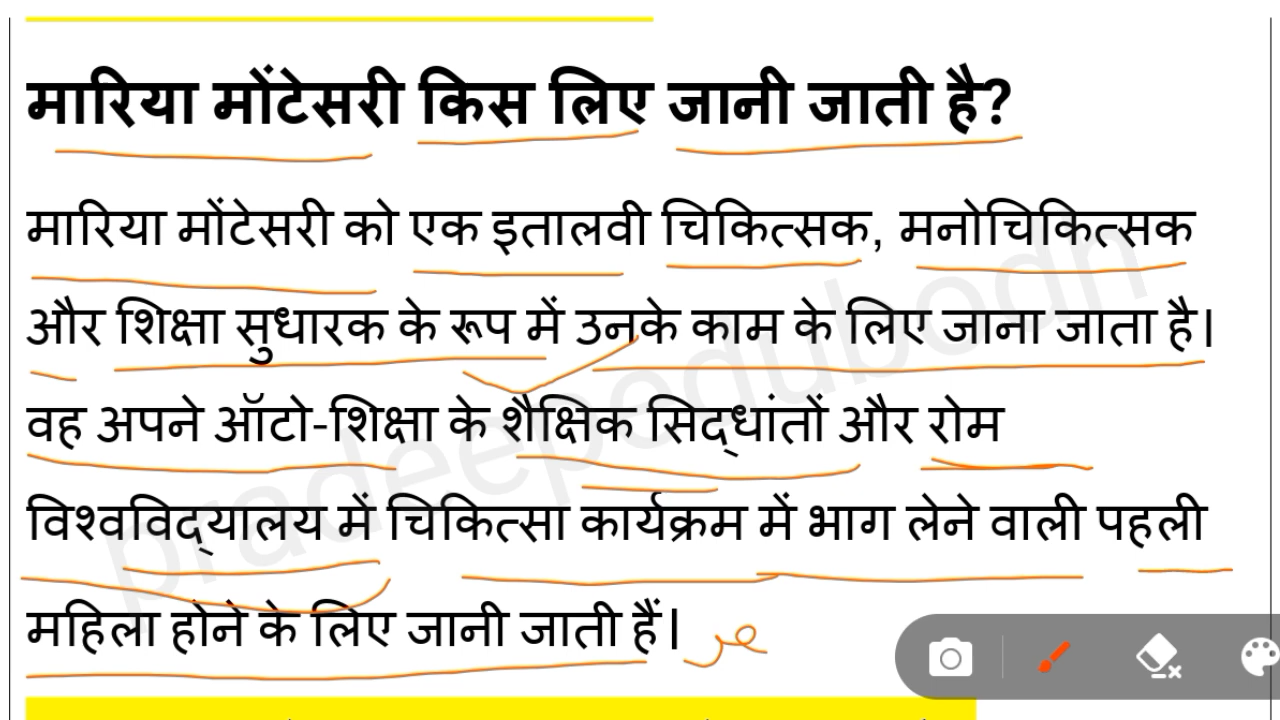 मारिया मोंटेसरी किस लिए जानी जाती है?
मारिया मोंटेसरी को एक इतालवी चिकित्सक, मनोचिकित्सक
और शिक्षा सुधारक के रूप में उनके काम के लिए जाना जाता है।
वह अपने ऑटो-शिक्षा के शैक्षिक सिद्धांतों और रोम
विश्वविद्यालय में चिकित्सा कार्यक्रम में भाग लेने वाली पहली
महिला होने के लिए जानी जाती हैं।
pradeepedubogn